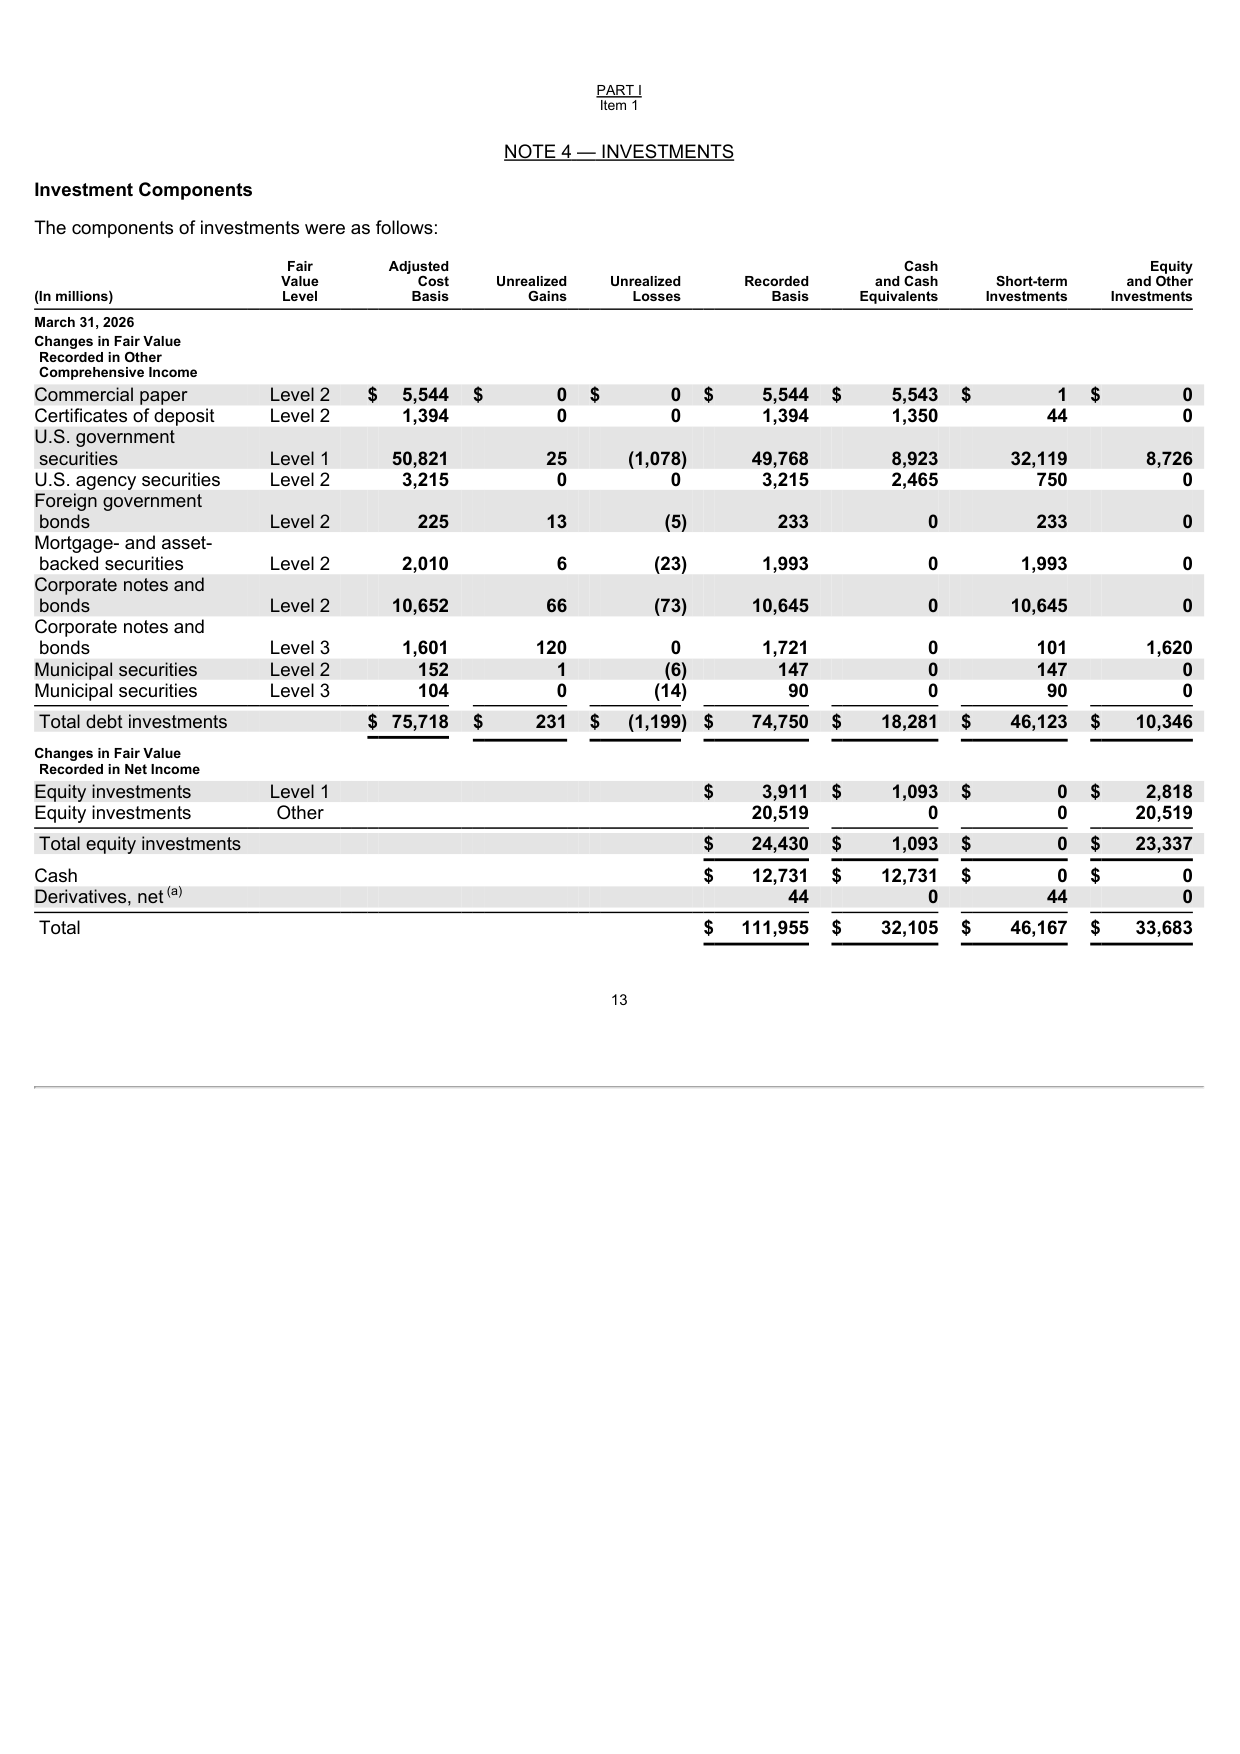 PART I
Item 1
NOTE 4 — INVESTMENTS
Investment Components
The components of investments were as follows:
(In millions) Fair Value Level Adjusted Cost Basis Unrealized Gains Unrealized Losses Recorded Basis Cash and Cash Equivalents Short-term Investments Equity and Other Investments
March 31, 2026
Changes in Fair Value
Recorded in Other
Comprehensive Income
Commercial paper Level 2 $ 5,544 $ 0 $ 0 $ 5,544 $ 5,543 $ 1 $ 0
Certificates of deposit Level 2 1,394 0 0 1,394 1,350 44 0
U.S. government
securities Level 1 50,821 25 (1,078) 49,768 8,923 32,119 8,726
U.S. agency securities Level 2 3,215 0 0 3,215 2,465 750 0
Foreign government
bonds Level 2 225 13 (5) 233 0 233 0
Mortgage- and asset-
backed securities Level 2 2,010 6 (23) 1,993 0 1,993 0
Corporate notes and
bonds Level 2 10,652 66 (73) 10,645 0 10,645 0
Corporate notes and
bonds Level 3 1,601 120 0 1,721 0 101 1,620
Municipal securities Level 2 152 1 (6) 147 0 147 0
Municipal securities Level 3 104 0 (14) 90 0 90 0
Total debt investments $ 75,718 $ 231 $ (1,199) $ 74,750 $ 18,281 $ 46,123 $ 10,346
Changes in Fair Value
Recorded in Net Income
Equity investments Level 1 $ 3,911 $ 1,093 $ 0 $ 2,818
Equity investments Other 20,519 0 0 20,519
Total equity investments $ 24,430 $ 1,093 $ 0 $ 23,337
Cash $ 12,731 $ 12,731 $ 0 $ 0
Derivatives, net (a) 44 0 44 0
Total $ 111,955 $ 32,105 $ 46,167 $ 33,683
13